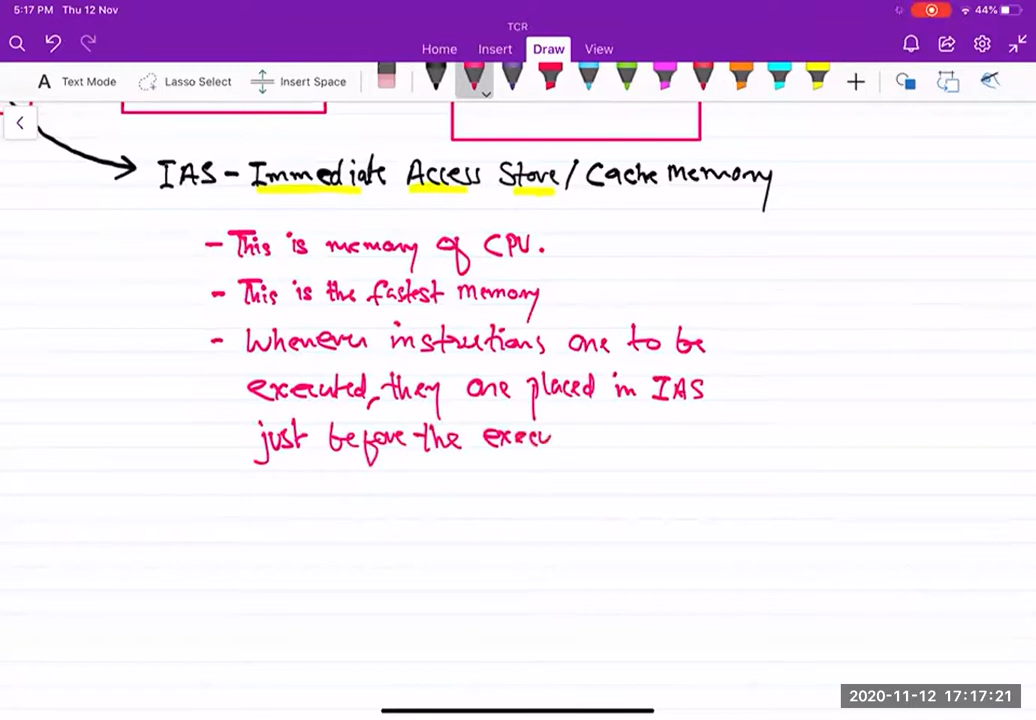 5:17 PM Thu 12 Nov
44%
TCR
Home Insert Draw View
A Text Mode Lasso Select Insert Space
IAS - Immediate Access Store / Cache Memory
- This is memory of CPU.
- This is the fastest memory
- Whenever instructions are to be
executed, they are placed in IAS
just before the execu
2020-11-12 17:17:21